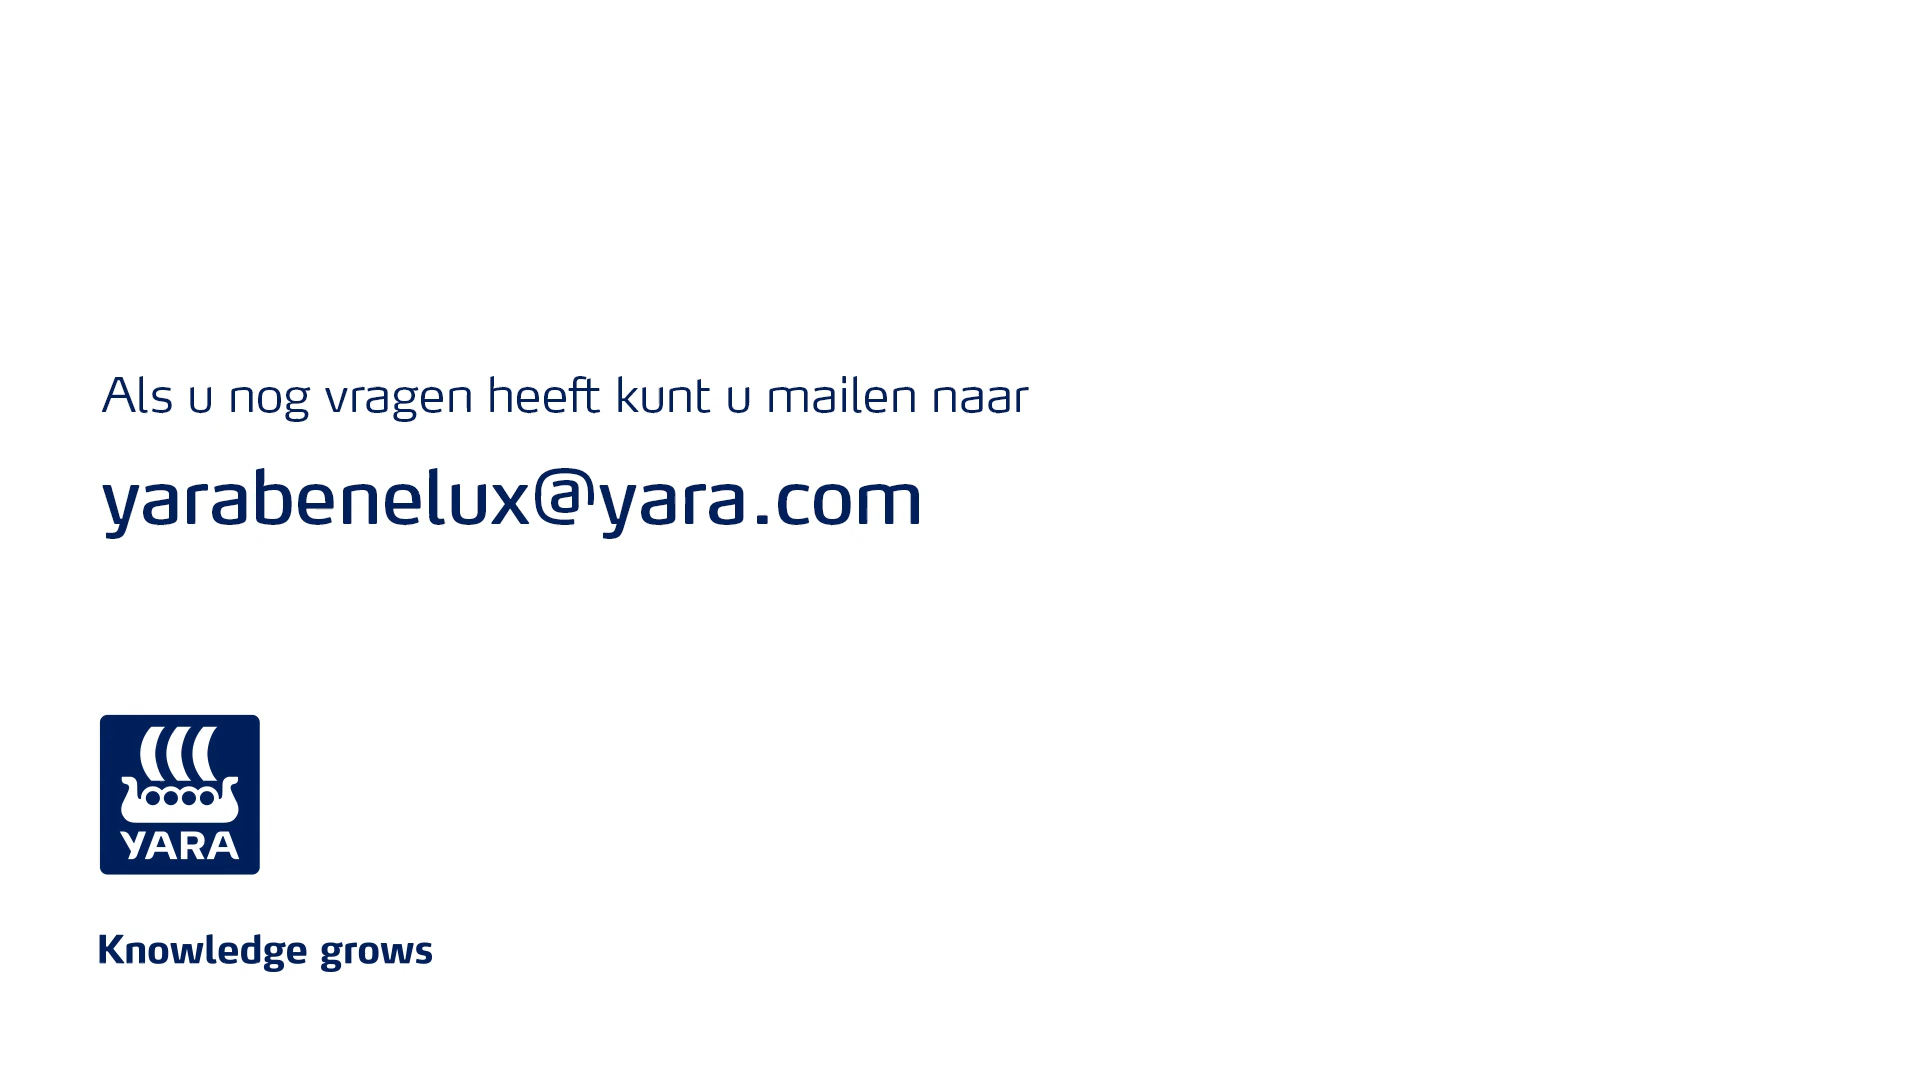 Als u nog vragen heeft kunt u mailen naar
yarabenelux@yara.com
YARA
Knowledge grows